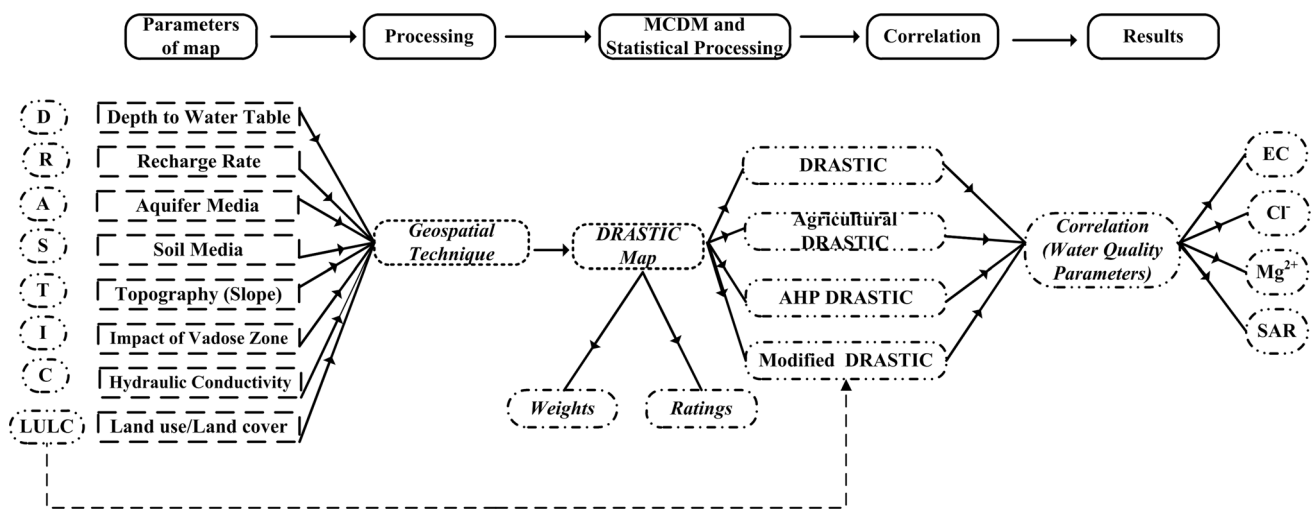 Parameters
of map
Processing
MCDM and
Statistical Processing
Correlation
Results
D
Depth to Water Table
R
Recharge Rate
A
Aquifer Media
S
Soil Media
T
Topography (Slope)
I
Impact of Vadose Zone
C
Hydraulic Conductivity
LULC
Land use/Land cover
Geospatial
Technique
DRASTIC
Map
Weights
Ratings
DRASTIC
Agricultural
DRASTIC
AHP DRASTIC
Modified DRASTIC
Correlation
(Water Quality
Parameters)
EC
Cl⁻
Mg²⁺
SAR